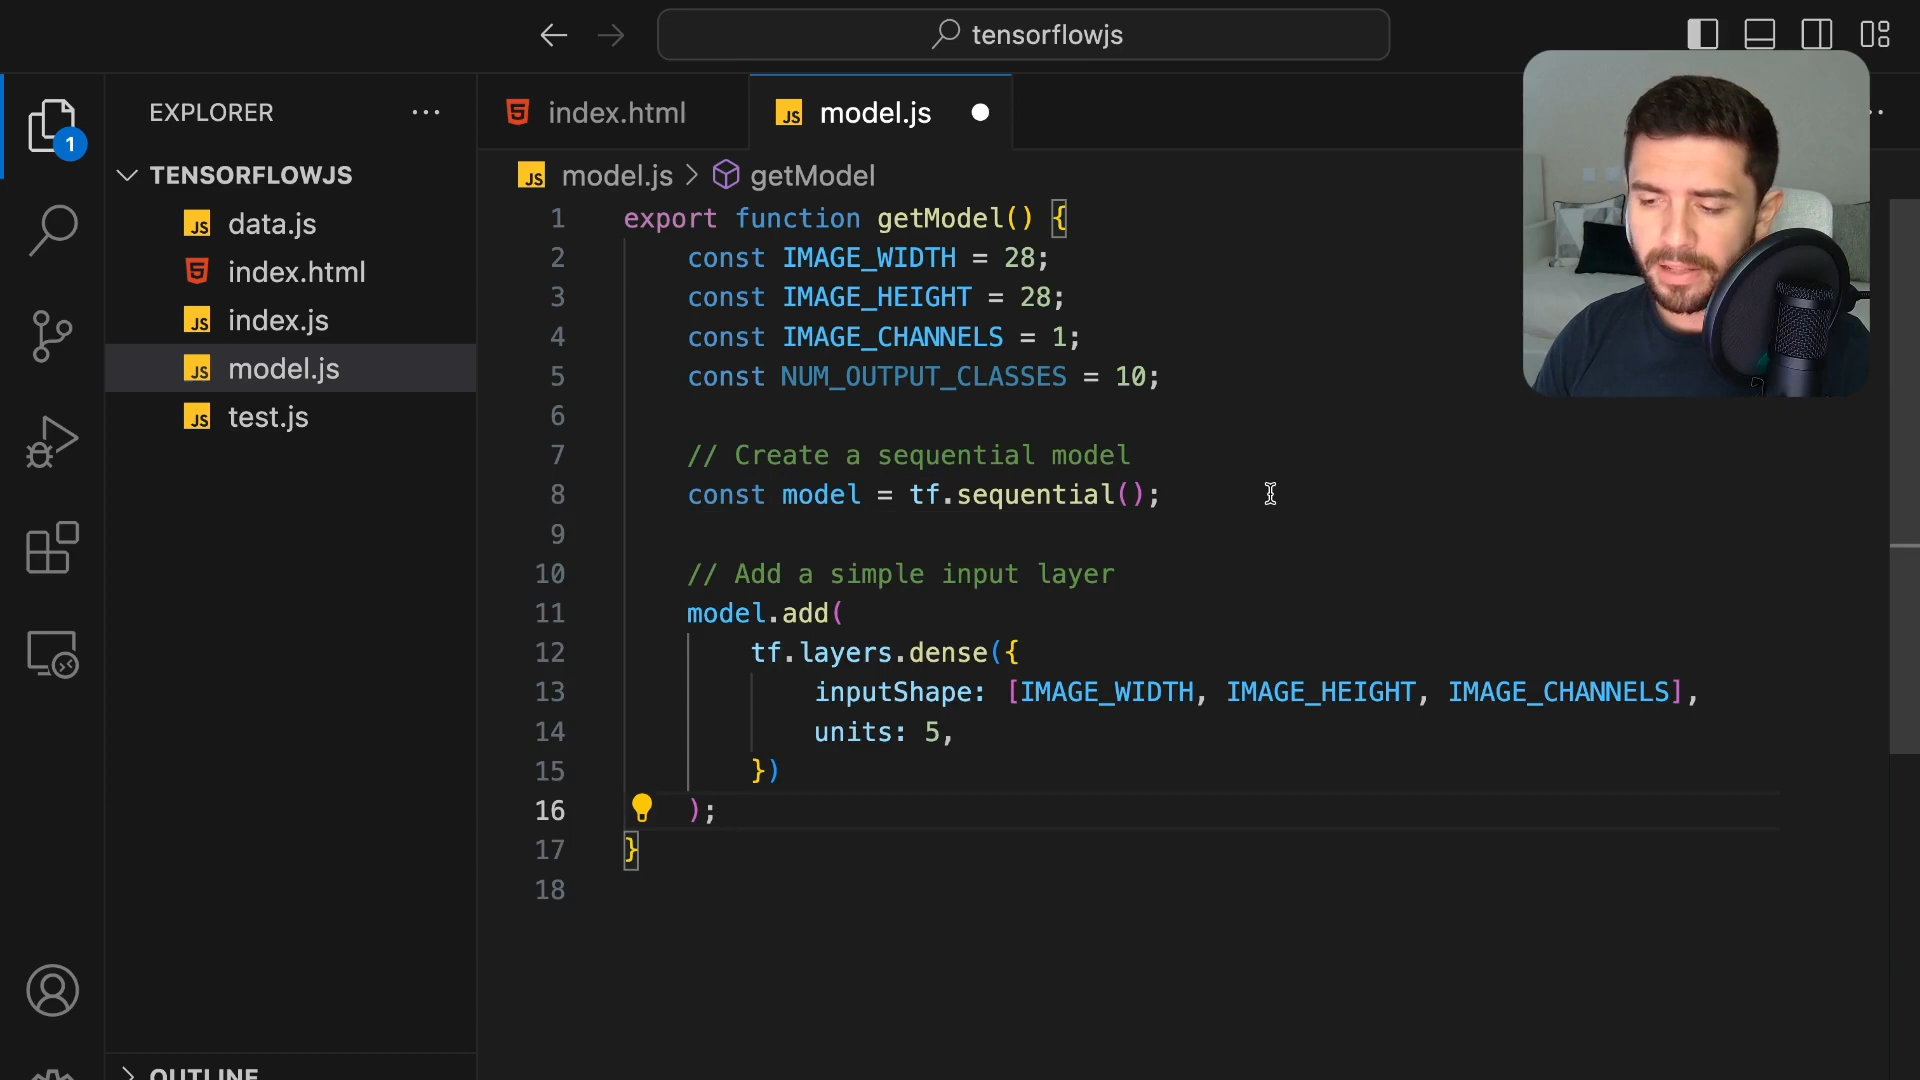 tensorflowjs
EXPLORER
index.html
model.js
1
TENSORFLOWJS
model.js > getModel
data.js
index.html
index.js
model.js
test.js
1 export function getModel() {
2 const IMAGE_WIDTH = 28;
3 const IMAGE_HEIGHT = 28;
4 const IMAGE_CHANNELS = 1;
5 const NUM_OUTPUT_CLASSES = 10;
6
7 // Create a sequential model
8 const model = tf.sequential();
9
10 // Add a simple input layer
11 model.add(
12 tf.layers.dense({
13 inputShape: [IMAGE_WIDTH, IMAGE_HEIGHT, IMAGE_CHANNELS],
14 units: 5,
15 })
16 );
17 }
18
OUTLINE